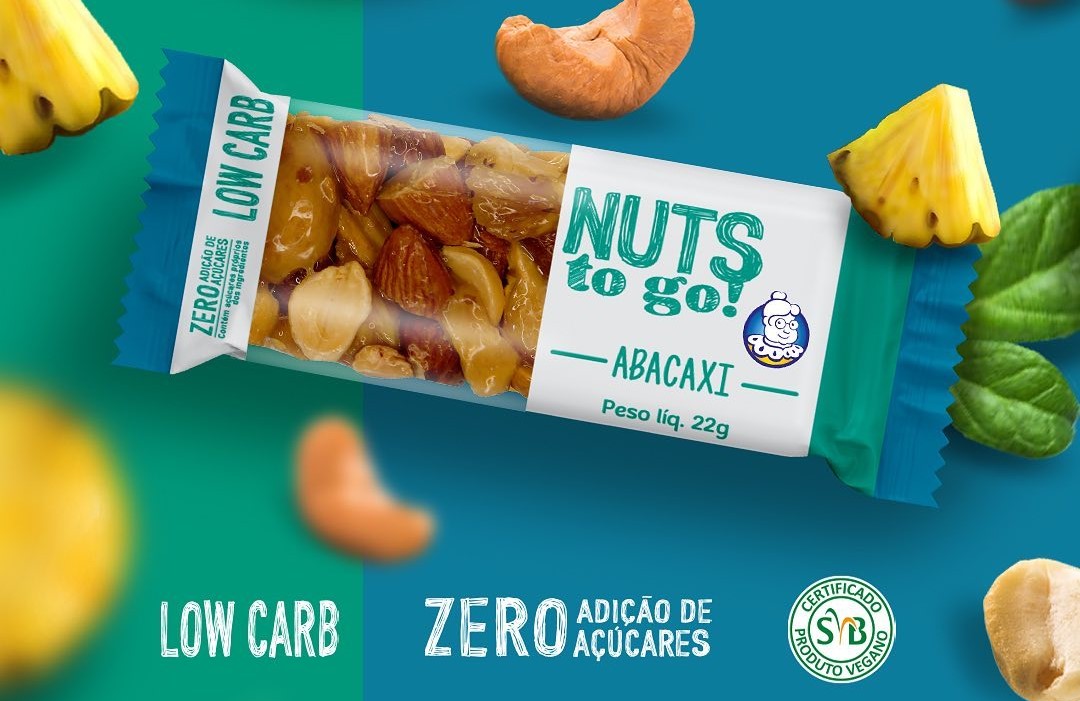 LOW CARB
ZERO ADIÇÃO DE AÇÚCARES
Contém açúcares próprios
dos ingredientes
NUTS
to go!
ABACAXI
Peso líq. 22g
LOW CARB
ZERO ADIÇÃO DE
AÇÚCARES
CERTIFICADO
SVB
PRODUTO VEGANO